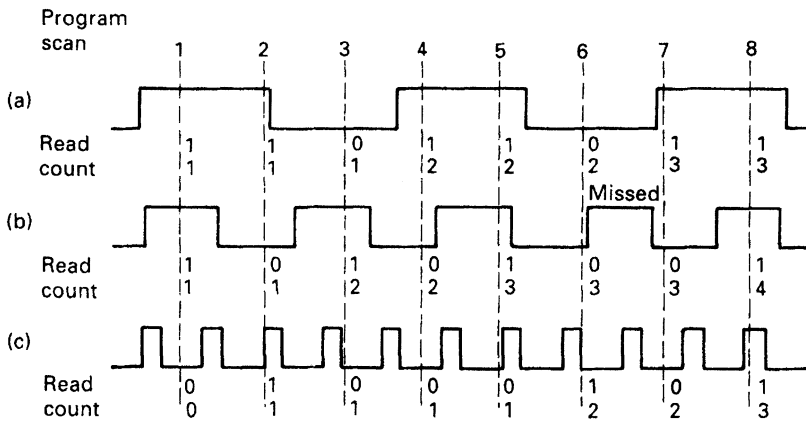 Program
scan 1 2 3 4 5 6 7 8
(a)
Read 1 1 0 1 1 0 1 1
count 1 1 1 2 2 2 3 3
Missed
(b)
Read 1 0 1 0 1 0 0 1
count 1 1 2 2 3 3 3 4
(c)
Read 0 1 0 0 0 1 0 1
count 0 1 1 1 1 2 2 3